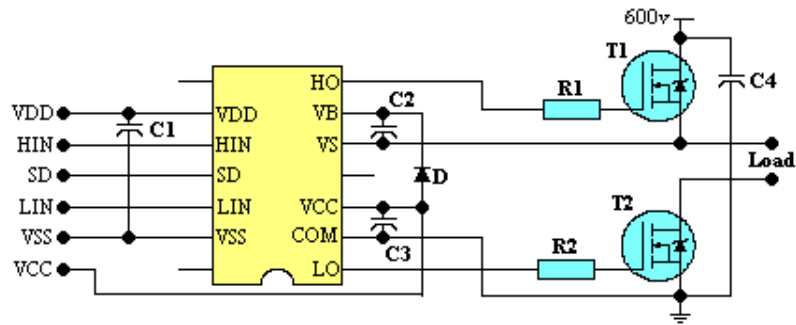 600v
T1
HO
R1
C4
VDD
C1
VDD
VB
C2
HIN
HIN
VS
SD
SD
D
Load
LIN
LIN
VCC
T2
VSS
VSS
COM
C3
R2
VCC
LO